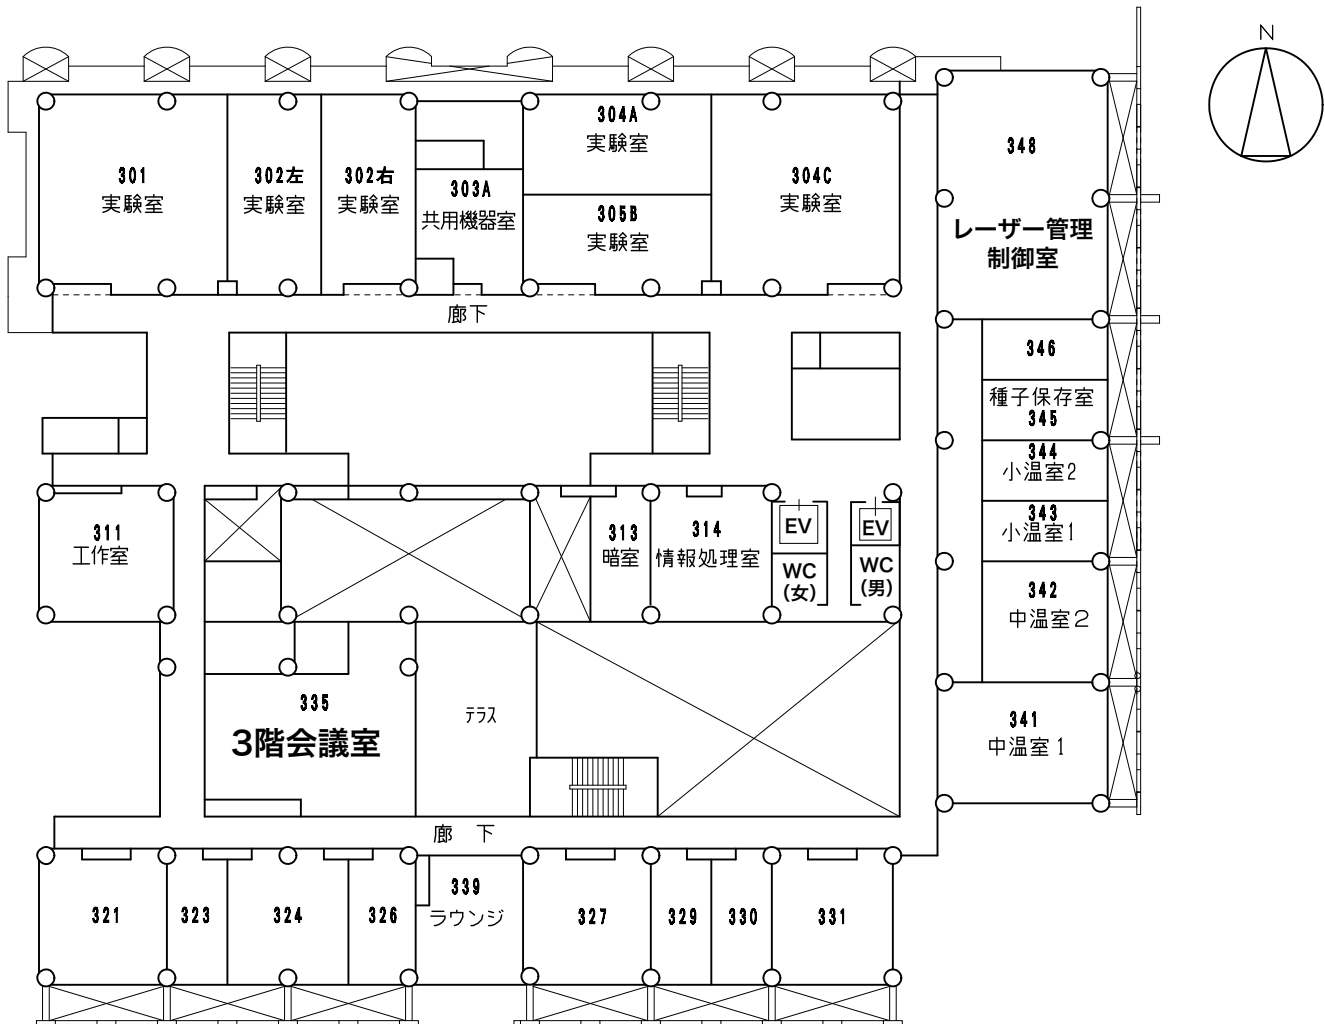 N
301
実験室
302左
実験室
302右
実験室
303A
共用機器室
304A
実験室
305B
実験室
304C
実験室
348
レーザー管理
制御室
廊下
346
種子保存室
345
344
小温室2
343
小温室1
342
中温室2
341
中温室1
311
工作室
313
暗室
314
情報処理室
EV
WC
(女)
EV
WC
(男)
335
3階会議室
テラス
廊 下
321
323
324
326
339
ラウンジ
327
329
330
331